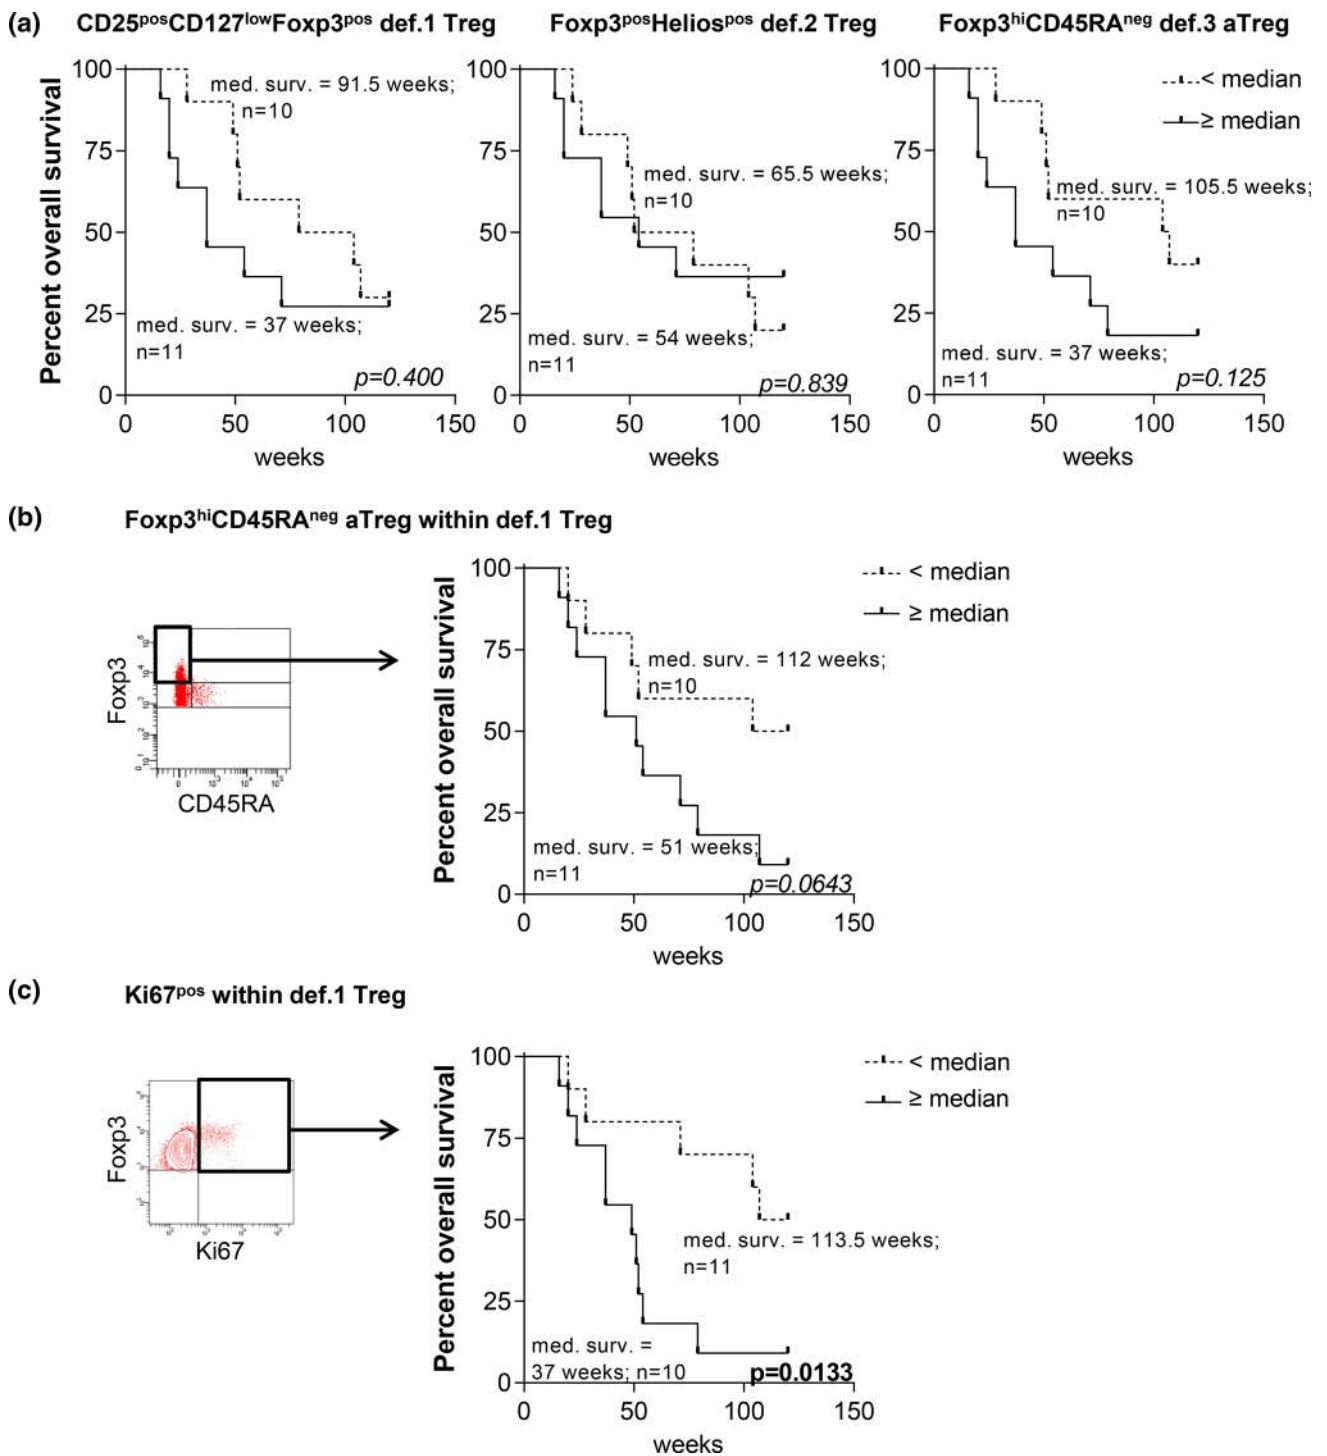 (a)
CD25posCD127lowFoxp3pos def.1 Treg
Foxp3posHeliospos def.2 Treg
Foxp3hiCD45RAneg def.3 aTreg
Percent overall survival
100
75
50
25
0
med. surv. = 91.5 weeks;
n=10
med. surv. = 37 weeks;
n=11
p=0.400
0 50 100 150
weeks
100
75
50
25
0
med. surv. = 65.5 weeks;
n=10
med. surv. = 54 weeks;
n=11
p=0.839
0 50 100 150
weeks
100
75
50
25
0
< median
≥ median
med. surv. = 105.5 weeks;
n=10
med. surv. = 37 weeks;
n=11
p=0.125
0 50 100 150
weeks
(b)
Foxp3hiCD45RAneg aTreg within def.1 Treg
Foxp3
CD45RA
Percent overall survival
100
75
50
25
0
< median
≥ median
med. surv. = 112 weeks;
n=10
med. surv. = 51 weeks;
n=11
p=0.0643
0 50 100 150
weeks
(c)
Ki67pos within def.1 Treg
Foxp3
Ki67
Percent overall survival
100
75
50
25
0
< median
≥ median
med. surv. = 113.5 weeks;
n=11
med. surv. =
37 weeks; n=10
p=0.0133
0 50 100 150
weeks